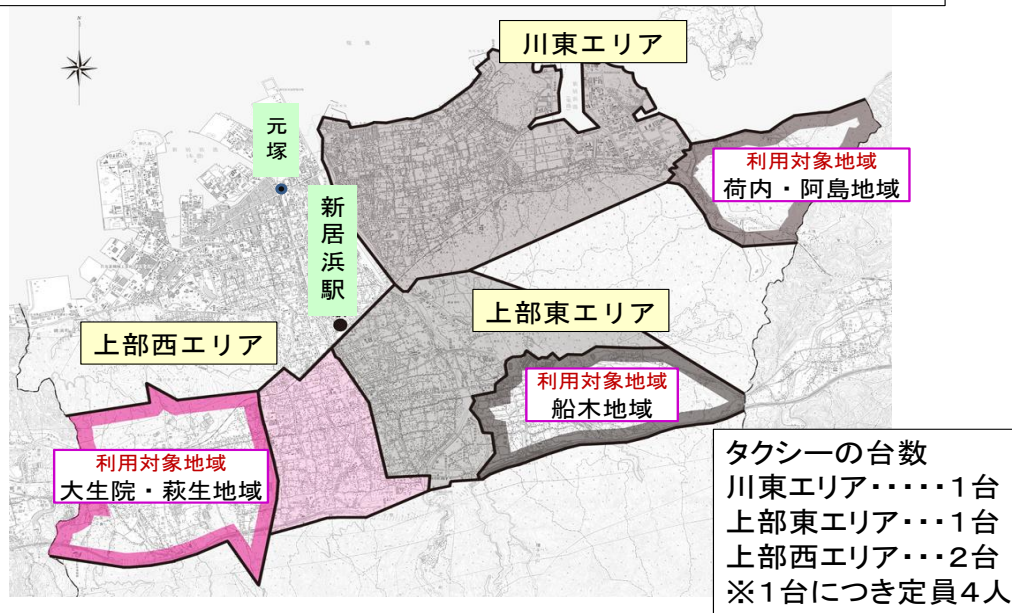 川東エリア
元塚
新居浜駅
利用対象地域
荷内・阿島地域
上部東エリア
上部西エリア
利用対象地域
船木地域
利用対象地域
大生院・萩生地域
タクシーの台数
川東エリア・・・・・１台
上部東エリア・・・１台
上部西エリア・・・２台
※１台につき定員４人